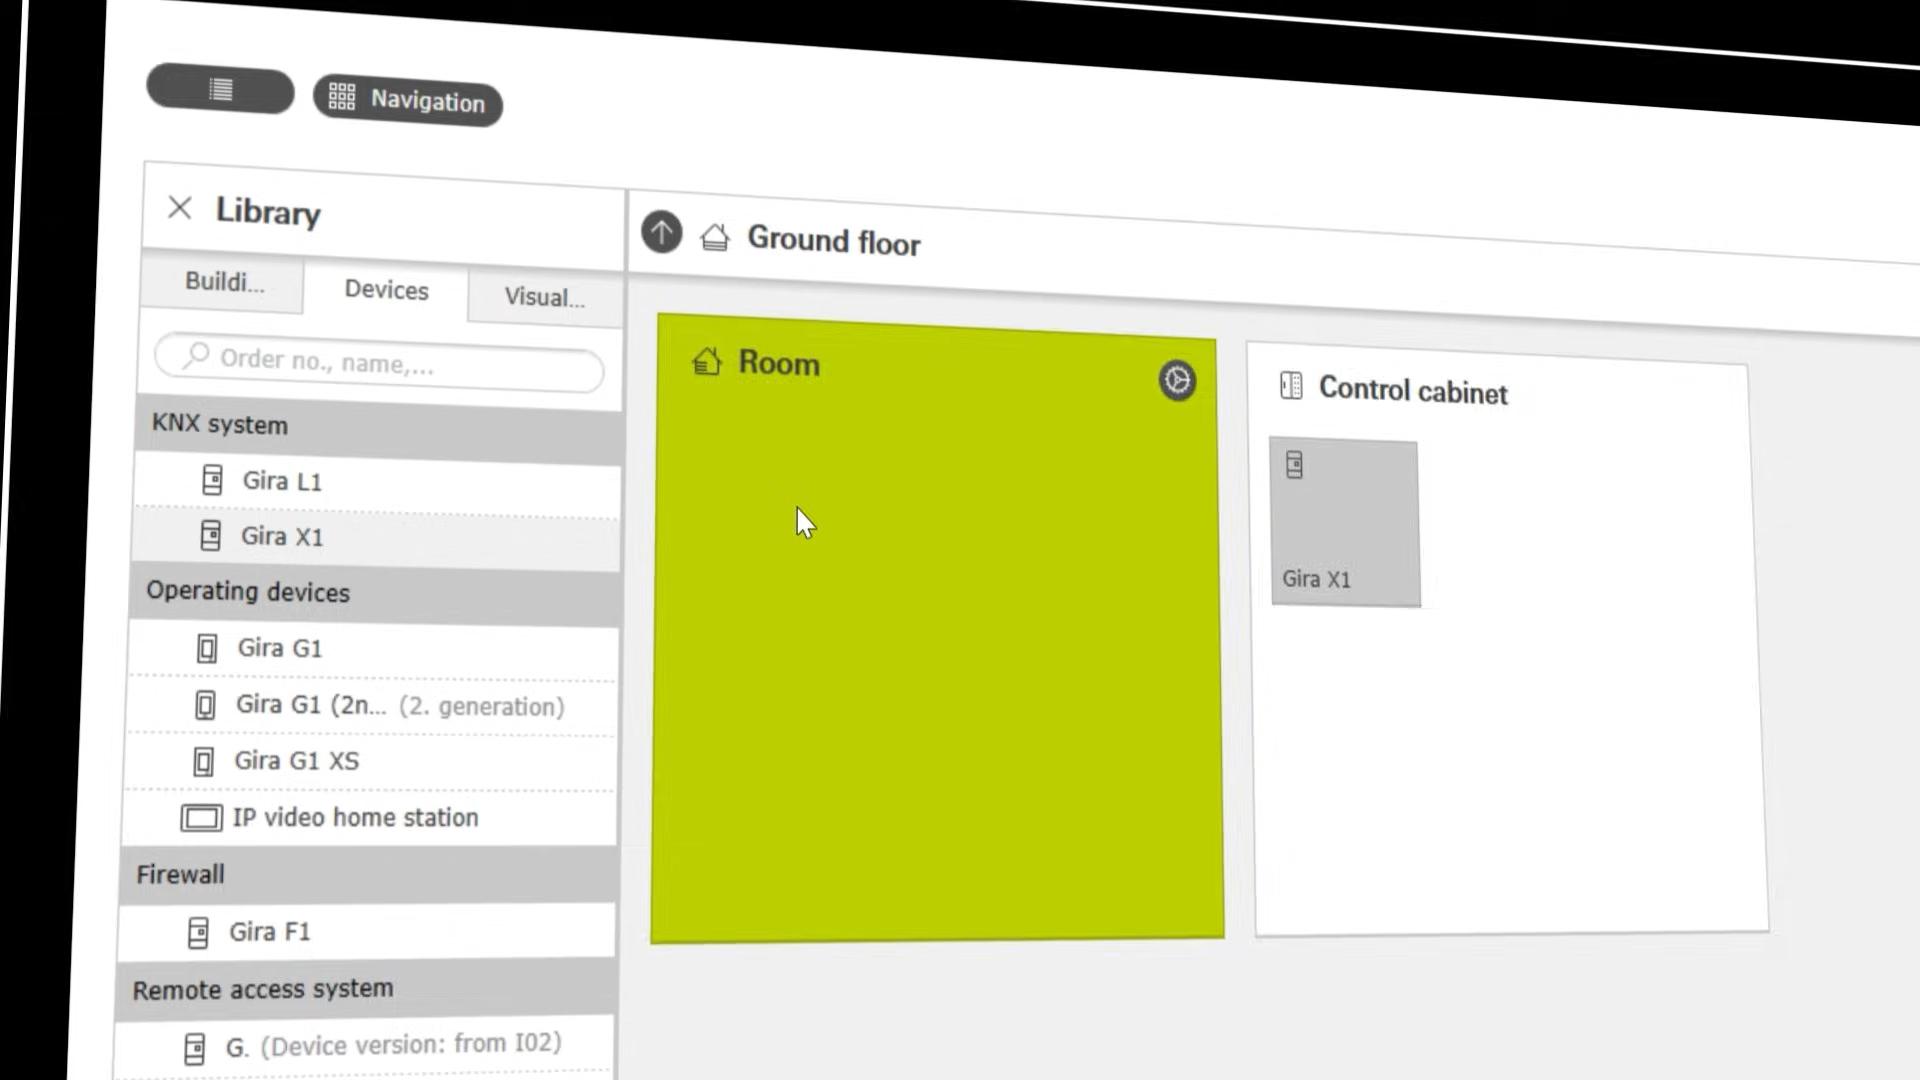 Navigation
Library
Ground floor
Buildi...
Devices
Visual...
Order no., name,...
Room
Control cabinet
KNX system
Gira L1
Gira X1
Gira X1
Operating devices
Gira G1
Gira G1 (2n... (2. generation)
Gira G1 XS
IP video home station
Firewall
Gira F1
Remote access system
G. (Device version: from I02)